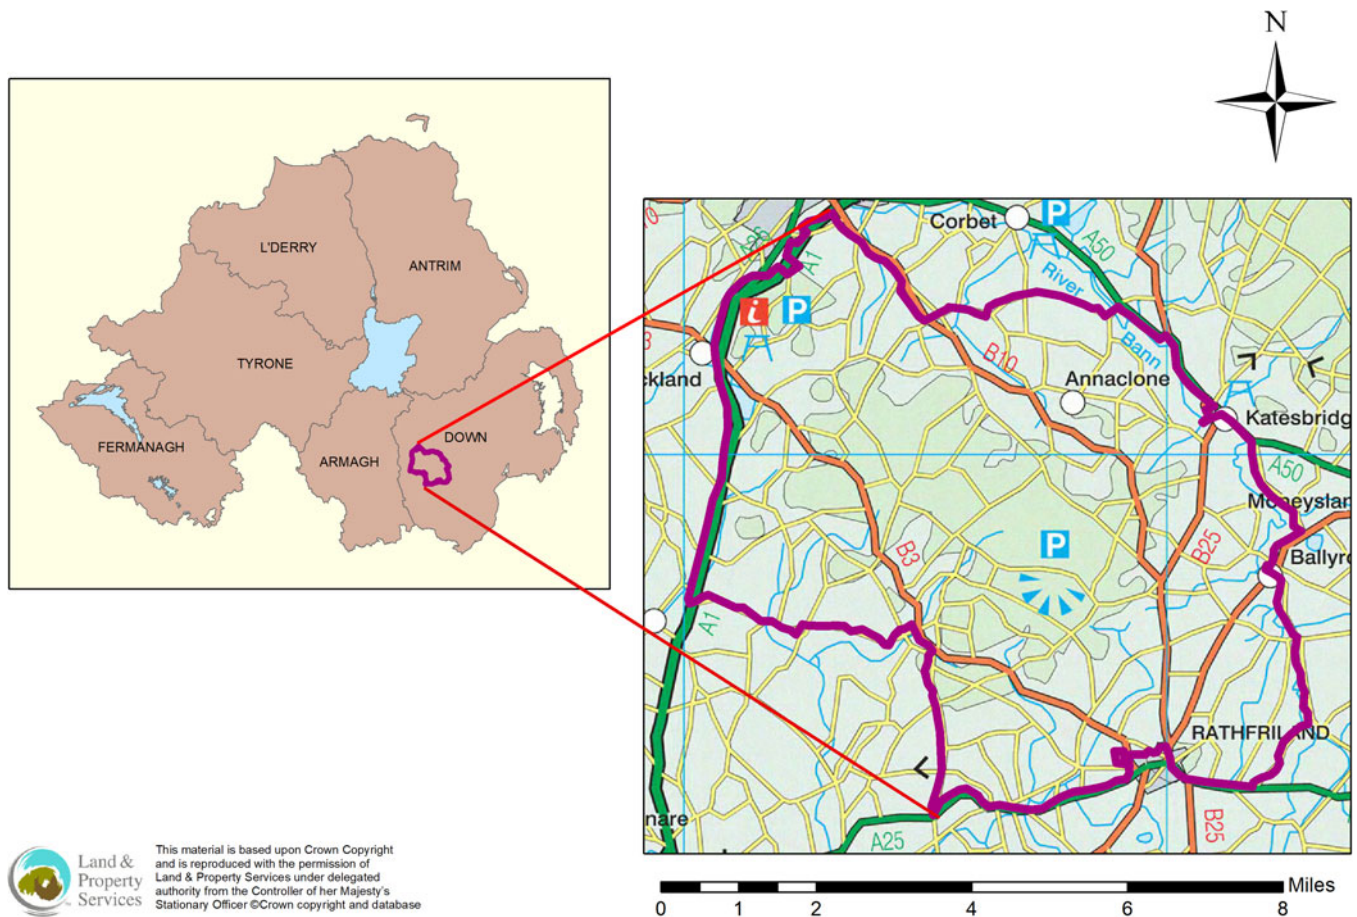 N
L'DERRY
ANTRIM
TYRONE
FERMANAGH
ARMAGH
DOWN
Corbet
P
A50
A26
A1
River
i
P
Bann
B10
ckland
Annaclone
Katesbridg
A50
Moneyslan
B3
P
B25
Ballyro
A1
RATHFRILAND
nare
A25
B25
Land &
Property
Services
This material is based upon Crown Copyright
and is reproduced with the permission of
Land & Property Services under delegated
authority from the Controller of her Majesty's
Stationary Officer ©Crown copyright and database
Miles
0 1 2 4 6 8